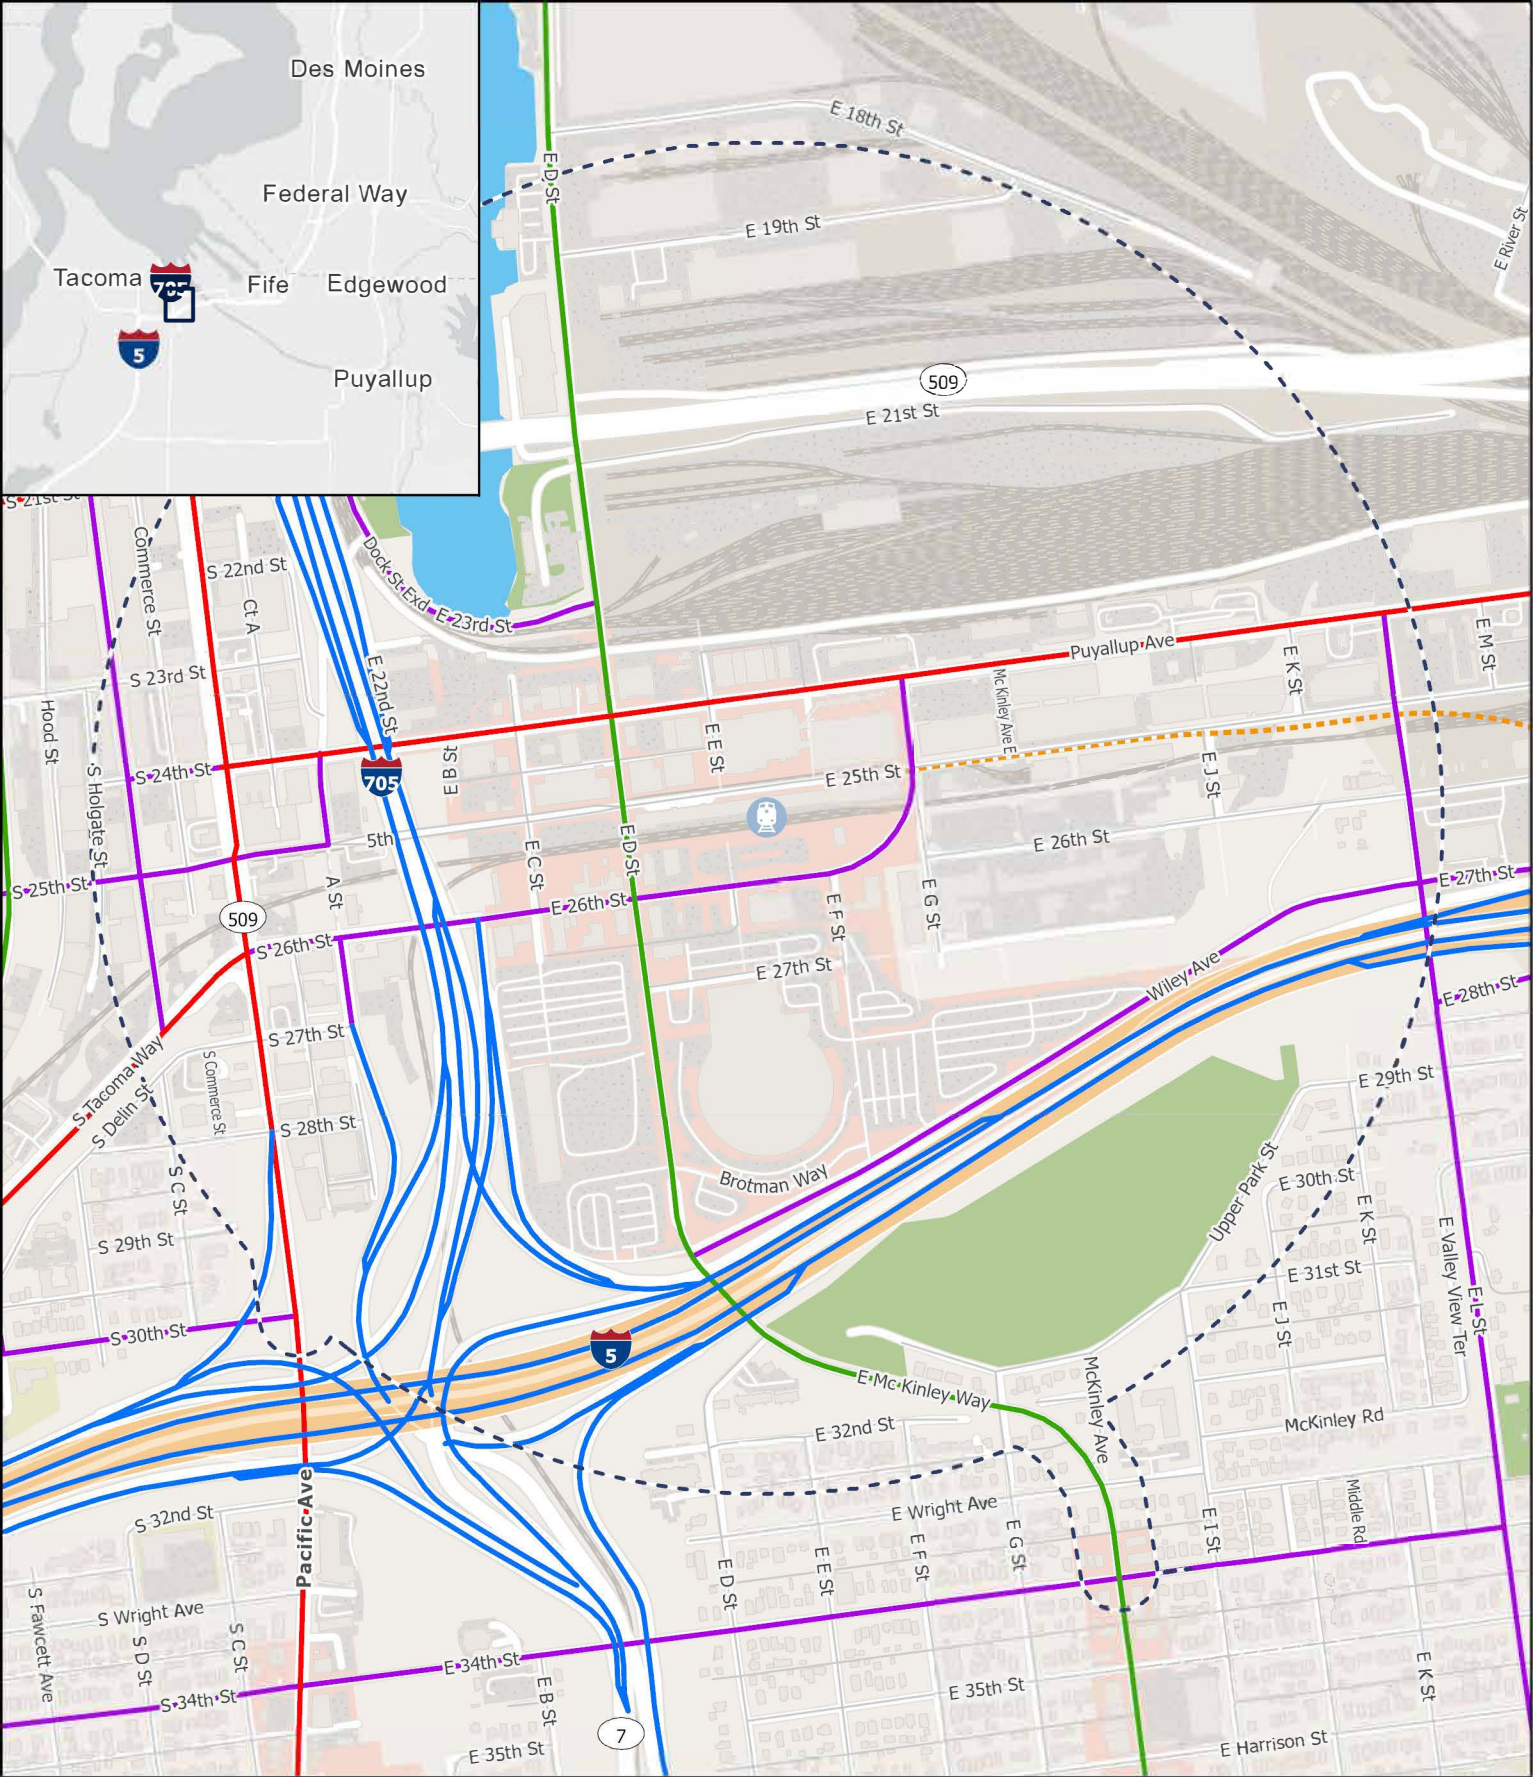 Des Moines
Federal Way
Tacoma
705
Fife
Edgewood
5
Puyallup
E 18th St
E D St
E 19th St
E River St
509
E 21st St
S 21st St
Commerce St
S 22nd St
Ct A
Dock St Exd
E 23rd St
E 22nd St
S 23rd St
Hood St
S Holgate St
S 24th St
705
E B St
Puyallup Ave
Mc Kinley Ave E
E K St
E M St
E E St
E 25th St
E J St
5th
E C St
E D St
E 26th St
S 25th St
A St
509
E 26th St
E F St
E G St
E 27th St
S 26th St
E 27th St
Wiley Ave
E 28th St
S 27th St
S Tacoma Way
S Delin St
S Commerce St
S 28th St
E 29th St
S C St
Brotman Way
Upper Park St
E 30th St
E K St
S 29th St
E Valley View Ter
E L St
E 31st St
E J St
S 30th St
5
McKinley Ave
E Mc Kinley Way
E 32nd St
McKinley Rd
Pacific Ave
S 32nd St
E Wright Ave
Middle Rd
E D St
E E St
E F St
E G St
E I St
S Fawcett Ave
S Wright Ave
S D St
S C St
E 34th St
S 34th St
E B St
7
E 35th St
E K St
E 35th St
E Harrison St